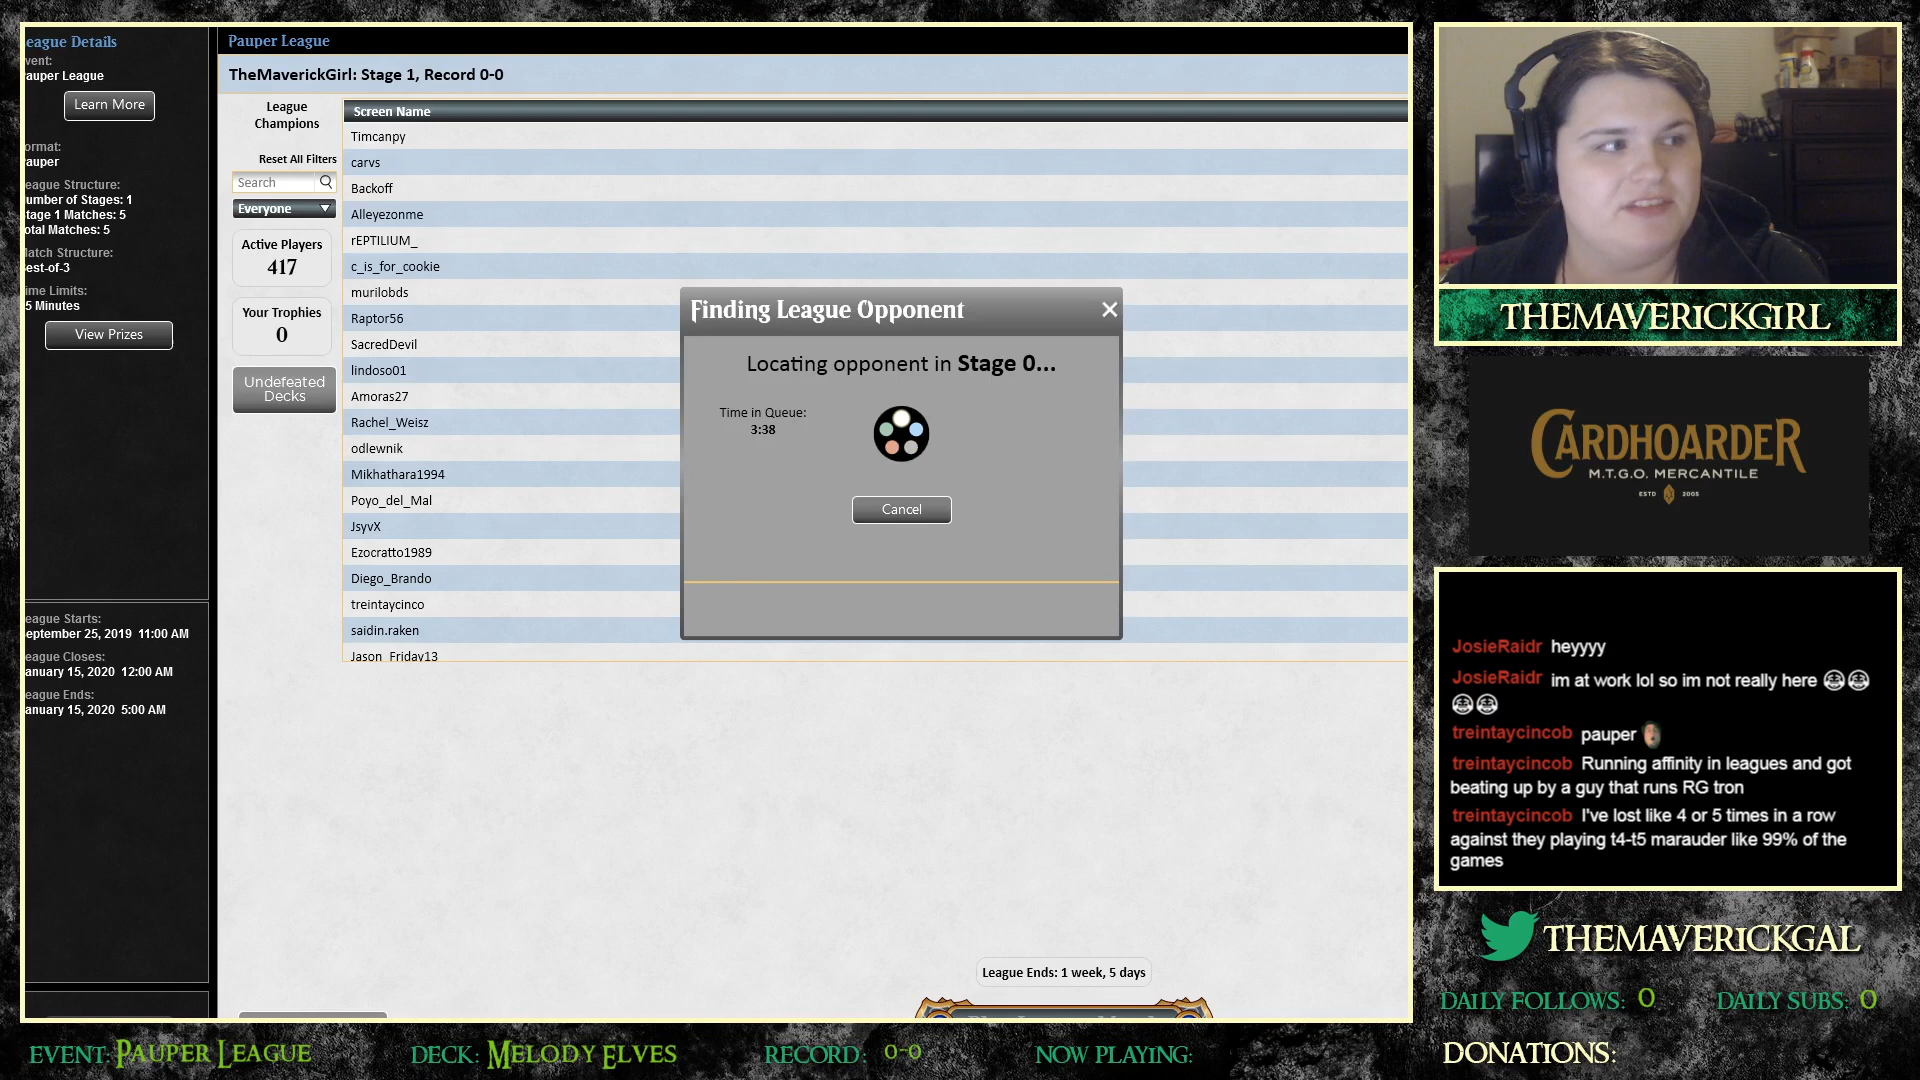 eague Details
vent:
auper League
Learn More
ormat:
auper
eague Structure:
umber of Stages: 1
tage 1 Matches: 5
otal Matches: 5
atch Structure:
est-of-3
ime Limits:
5 Minutes
View Prizes
eague Starts:
eptember 25, 2019 11:00 AM
eague Closes:
anuary 15, 2020 12:00 AM
eague Ends:
anuary 15, 2020 5:00 AM
Pauper League
TheMaverickGirl: Stage 1, Record 0-0
League
Champions
Reset All Filters
Search
Everyone
Active Players
417
Your Trophies
0
Undefeated
Decks
Screen Name
Timcanpy
carvs
Backoff
Alleyezonme
rEPTILIUM_
c_is_for_cookie
murilobds
Raptor56
SacredDevil
lindoso01
Amoras27
Rachel_Weisz
odlewnik
Mikhathara1994
Poyo_del_Mal
JsyvX
Ezocratto1989
Diego_Brando
treintaycinco
saidin.raken
Jason_Friday13
Finding League Opponent
Locating opponent in Stage 0...
Time in Queue:
3:38
Cancel
League Ends: 1 week, 5 days
THEMAVERICKGIRL
CARDHOARDER
M.T.G.O. MERCANTILE
ESTD 2005
JosieRaidr heyyyy
JosieRaidr im at work lol so im not really here 😂😂
😂😂
treintaycincob pauper
treintaycincob Running affinity in leagues and got
beating up by a guy that runs RG tron
treintaycincob I've lost like 4 or 5 times in a row
against they playing t4-t5 marauder like 99% of the
games
THEMAVERICKGAL
DAILY FOLLOWS: 0 DAILY SUBS: 0
EVENT: PAUPER LEAGUE DECK: MELODY ELVES RECORD: 0-0 NOW PLAYING: DONATIONS: